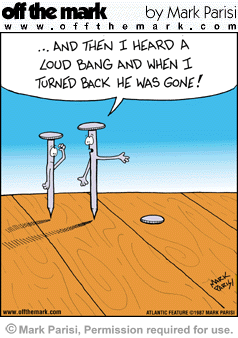 off the mark by Mark Parisi
www.offthemark.com
...AND THEN I HEARD A
LOUD BANG AND WHEN I
TURNED BACK HE WAS GONE!
MARK
PARISI
www.offthemark.com ATLANTIC FEATURE ©1987 MARK PARISI
© Mark Parisi, Permission required for use.